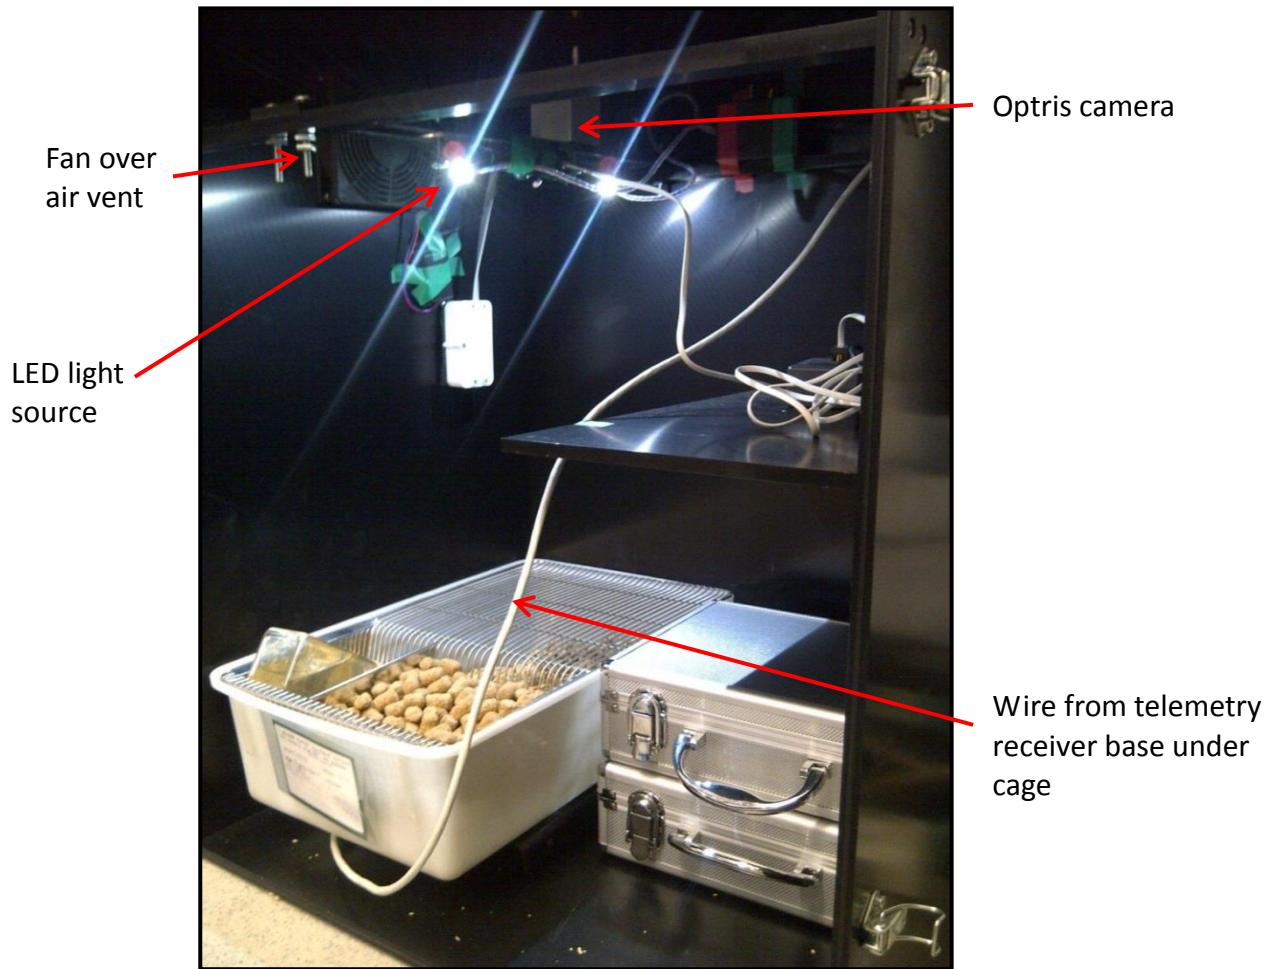 Optris camera
Fan over
air vent
LED light
source
Wire from telemetry
receiver base under
cage